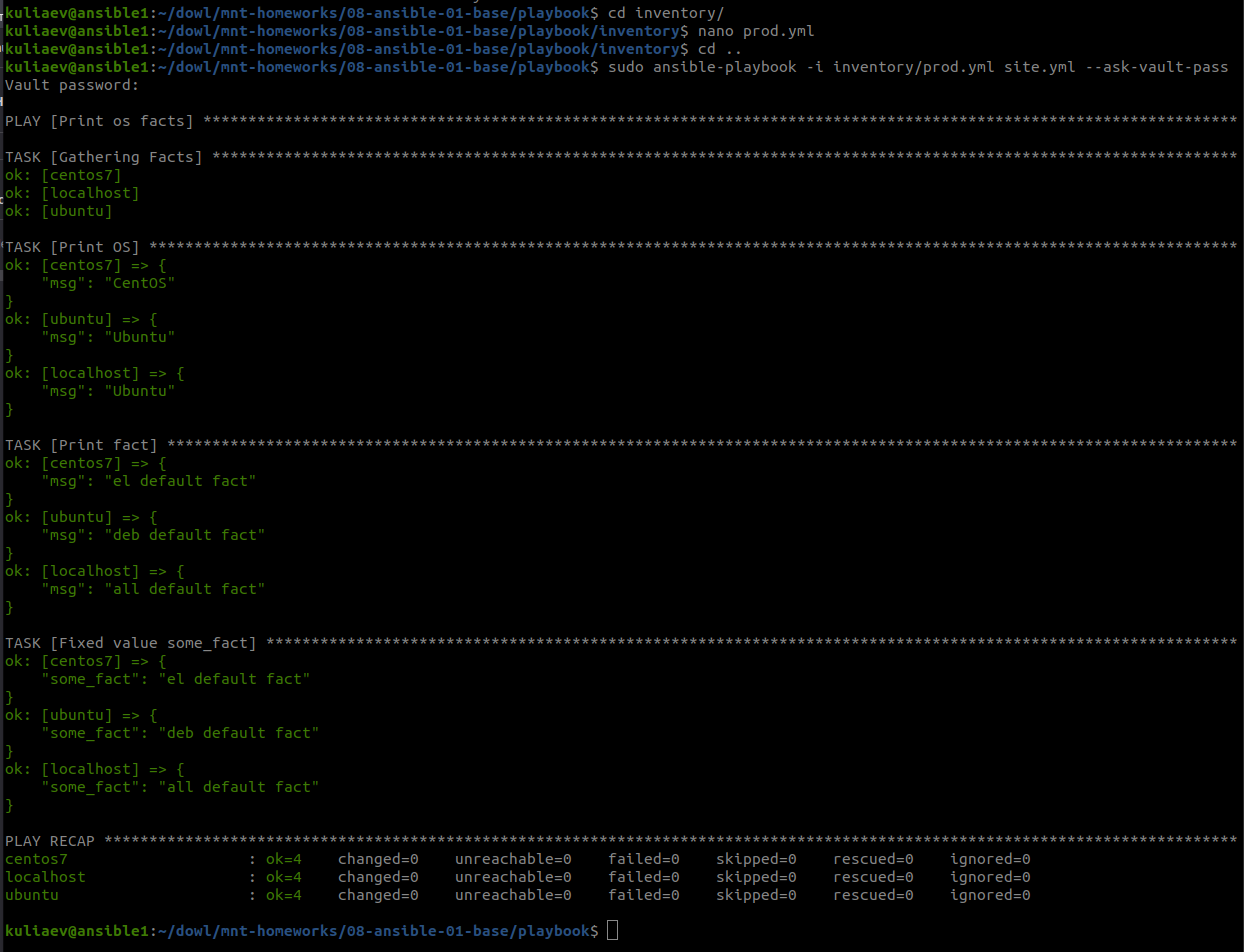 kuliaev@ansible1:~/dowl/mnt-homeworks/08-ansible-01-base/playbook$ cd inventory/
kuliaev@ansible1:~/dowl/mnt-homeworks/08-ansible-01-base/playbook/inventory$ nano prod.yml
kuliaev@ansible1:~/dowl/mnt-homeworks/08-ansible-01-base/playbook/inventory$ cd ..
kuliaev@ansible1:~/dowl/mnt-homeworks/08-ansible-01-base/playbook$ sudo ansible-playbook -i inventory/prod.yml site.yml --ask-vault-pass
Vault password:
PLAY [Print os facts] *******************************************************************************************************************
TASK [Gathering Facts] ******************************************************************************************************************
ok: [centos7]
ok: [localhost]
ok: [ubuntu]
TASK [Print OS] *************************************************************************************************************************
ok: [centos7] => {
    "msg": "CentOS"
}
ok: [ubuntu] => {
    "msg": "Ubuntu"
}
ok: [localhost] => {
    "msg": "Ubuntu"
}
TASK [Print fact] ***********************************************************************************************************************
ok: [centos7] => {
    "msg": "el default fact"
}
ok: [ubuntu] => {
    "msg": "deb default fact"
}
ok: [localhost] => {
    "msg": "all default fact"
}
TASK [Fixed value some_fact] ************************************************************************************************************
ok: [centos7] => {
    "some_fact": "el default fact"
}
ok: [ubuntu] => {
    "some_fact": "deb default fact"
}
ok: [localhost] => {
    "some_fact": "all default fact"
}
PLAY RECAP ******************************************************************************************************************************
centos7                    : ok=4    changed=0    unreachable=0    failed=0    skipped=0    rescued=0    ignored=0
localhost                  : ok=4    changed=0    unreachable=0    failed=0    skipped=0    rescued=0    ignored=0
ubuntu                     : ok=4    changed=0    unreachable=0    failed=0    skipped=0    rescued=0    ignored=0
kuliaev@ansible1:~/dowl/mnt-homeworks/08-ansible-01-base/playbook$